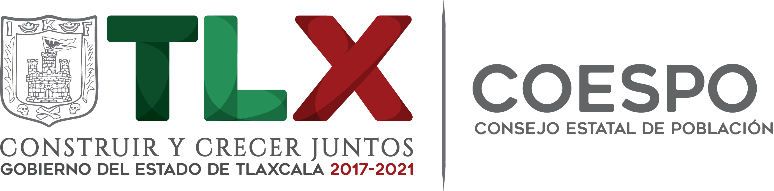 I K F
TLX
CONSTRUIR Y CRECER JUNTOS
GOBIERNO DEL ESTADO DE TLAXCALA 2017-2021
COESPO
CONSEJO ESTATAL DE POBLACIÓN